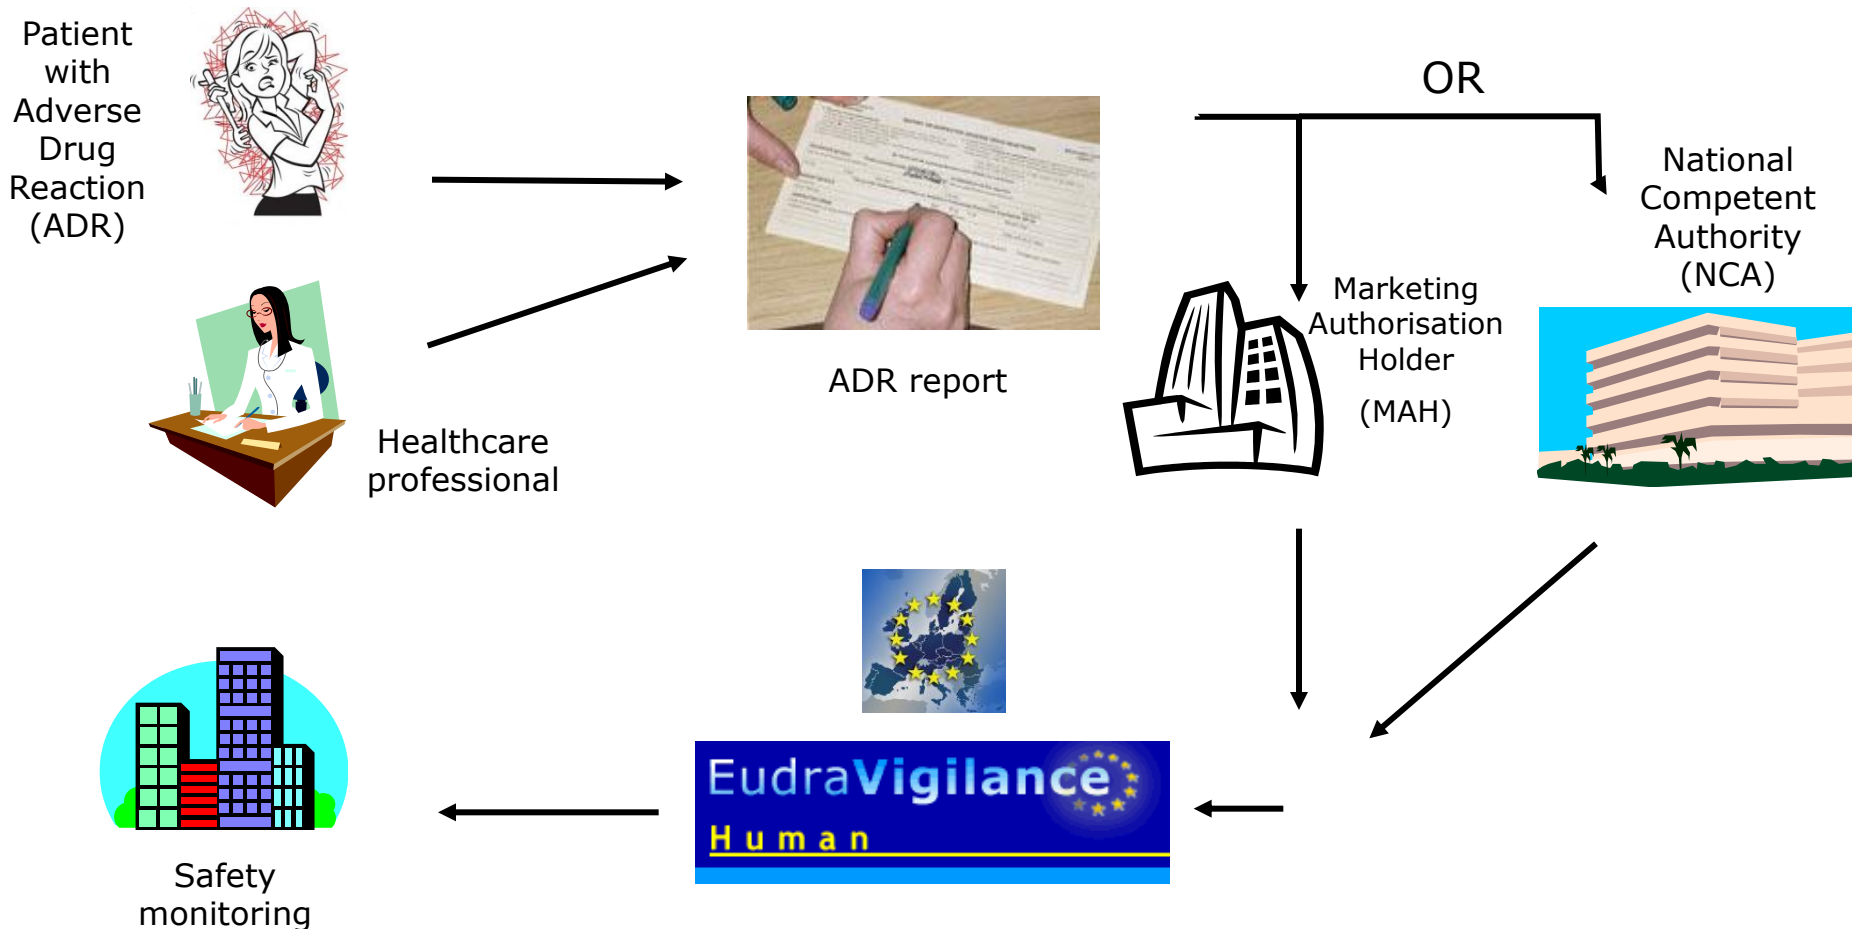 Patient
with
Adverse
Drug
Reaction
(ADR)
Healthcare
professional
ADR report
OR
Marketing
Authorisation
Holder
(MAH)
National
Competent
Authority
(NCA)
EudraVigilance
Human
Safety
monitoring